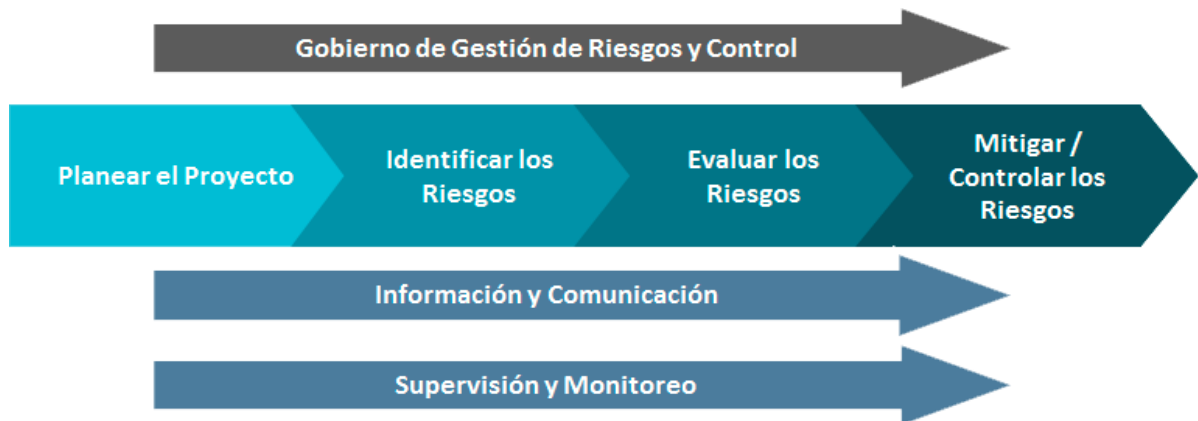 Gobierno de Gestión de Riesgos y Control
Planear el Proyecto
Identificar los
Riesgos
Evaluar los
Riesgos
Mitigar /
Controlar los
Riesgos
Información y Comunicación
Supervisión y Monitoreo